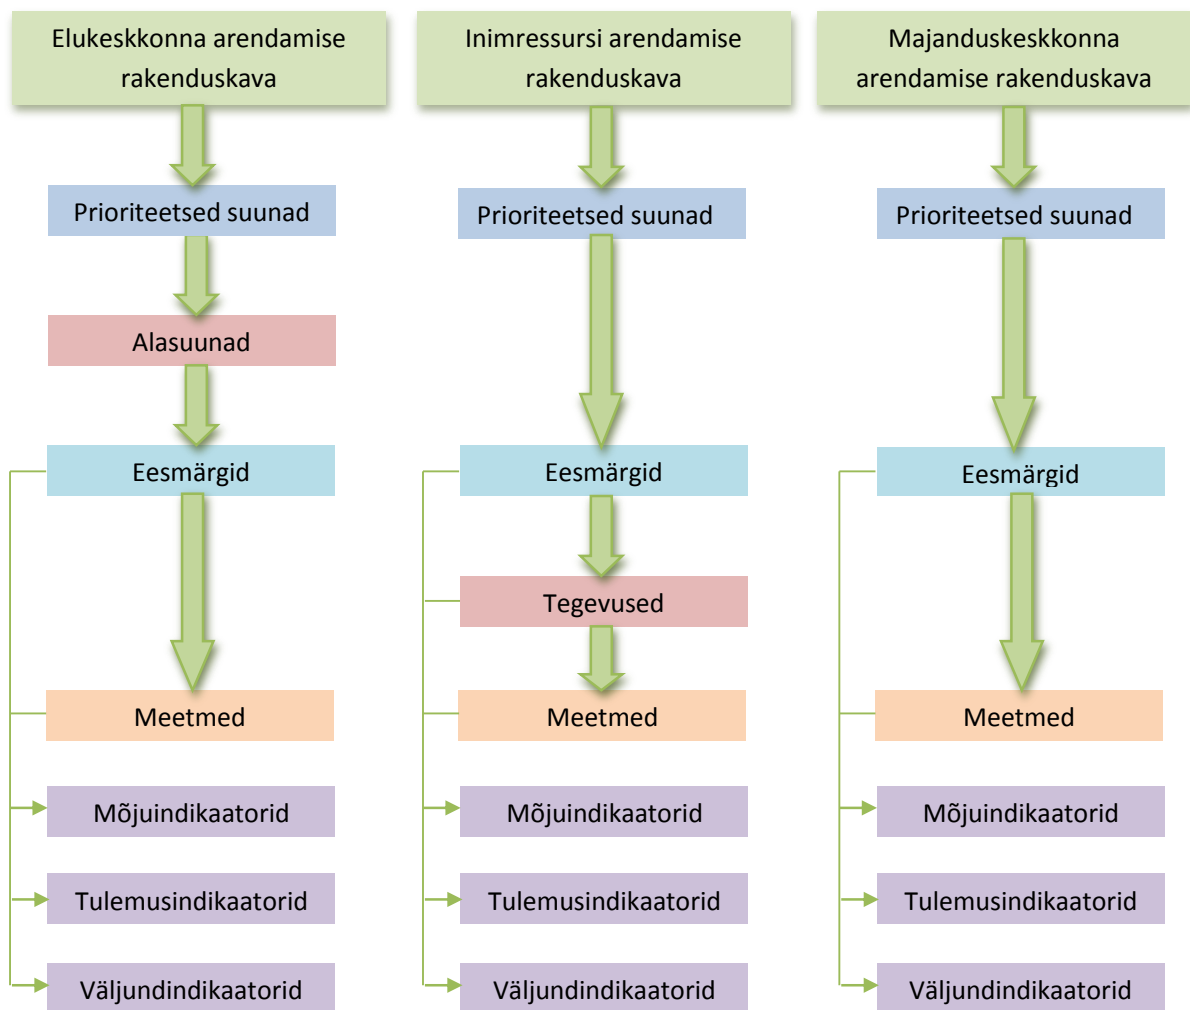 Elukeskkonna arendamise
rakenduskava
Prioriteetsed suunad
Alasuunad
Eesmärgid
Meetmed
Mõjuindikaatorid
Tulemusindikaatorid
Väljundindikaatorid
Inimressursi arendamise
rakenduskava
Prioriteetsed suunad
Eesmärgid
Tegevused
Meetmed
Mõjuindikaatorid
Tulemusindikaatorid
Väljundindikaatorid
Majanduskeskkonna
arendamise rakenduskava
Prioriteetsed suunad
Eesmärgid
Meetmed
Mõjuindikaatorid
Tulemusindikaatorid
Väljundindikaatorid